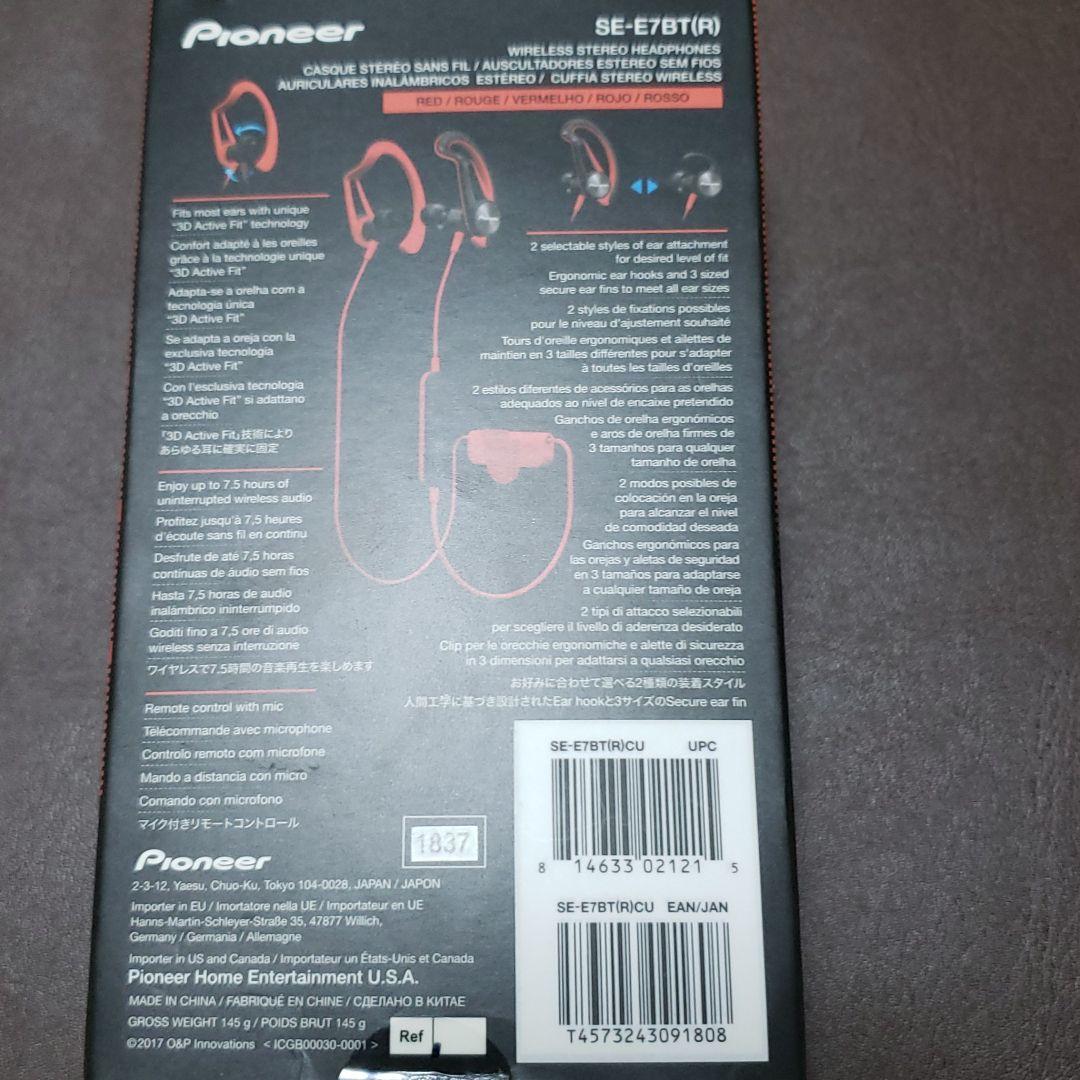 Pioneer
SE-E7BT(R)
WIRELESS STEREO HEADPHONES
CASQUE STÉRÉO SANS FIL / AUSCULTADORES ESTÉREO SEM FIOS
AURICULARES INALÁMBRICOS ESTÉREO / CUFFIA STEREO WIRELESS
RED / ROUGE / VERMELHO / ROJO / ROSSO
Fits most ears with unique
"3D Active Fit" technology
Confort adapté à les oreilles
grâce à la technologie unique
"3D Active Fit"
Adapta-se a orelha com a
tecnologia única
"3D Active Fit"
Se adapta a oreja con la
exclusiva tecnología
"3D Active Fit"
Con l'esclusiva tecnologia
"3D Active Fit" si adattano
a orecchio
「3D Active Fit」技術により
あらゆる耳に確実に固定
Enjoy up to 7.5 hours of
uninterrupted wireless audio
Profitez jusqu'à 7,5 heures
d'écoute sans fil en continu
Desfrute de até 7,5 horas
contínuas de áudio sem fios
Hasta 7,5 horas de audio
inalámbrico ininterrumpido
Goditi fino a 7,5 ore di audio
wireless senza interruzione
ワイヤレスで7.5時間の音楽再生を楽しめます
Remote control with mic
Télécommande avec microphone
Controlo remoto com microfone
Mando a distancia con micro
Comando con microfono
マイク付きリモートコントロール
2 selectable styles of ear attachment
for desired level of fit
Ergonomic ear hooks and 3 sized
secure ear fins to meet all ear sizes
2 styles de fixations possibles
pour le niveau d'ajustement souhaité
Tours d'oreille ergonomiques et ailettes de
maintien en 3 tailles différentes pour s'adapter
à toutes les tailles d'oreilles
2 estilos diferentes de acessórios para as orelhas
adequados ao nível de encaixe pretendido
Ganchos de orelha ergonómicos
e aros de orelha firmes de
3 tamanhos para qualquer
tamanho de orelha
2 modos posibles de
colocación en la oreja
para alcanzar el nivel
de comodidad deseada
Ganchos ergonómicos para
las orejas y aletas de seguridad
en 3 tamaños para adaptarse
a cualquier tamaño de oreja
2 tipi di attacco selezionabili
per scegliere il livello di aderenza desiderato
Clip per le orecchie ergonomiche e alette di sicurezza
in 3 dimensioni per adattarsi a qualsiasi orecchio
お好みに合わせて選べる2種類の装着スタイル
人間工学に基づき設計されたEar hookと3サイズのSecure ear fin
1837
Pioneer
2-3-12, Yaesu, Chuo-Ku, Tokyo 104-0028, JAPAN / JAPON
Importer in EU / Imortatore nella UE / Importateur en UE
Hanns-Martin-Schleyer-Straße 35, 47877 Willich,
Germany / Germania / Allemagne
Importer in US and Canada / Importateur un États-Unis et Canada
Pioneer Home Entertainment U.S.A.
MADE IN CHINA / FABRIQUÉ EN CHINE / СДЕЛАНО В КИТАЕ
GROSS WEIGHT 145 g / POIDS BRUT 145 g
©2017 O&P Innovations < ICGB00030-0001 >
Ref
SE-E7BT(R)CU UPC
8 14633 02121 5
SE-E7BT(R)CU EAN/JAN
T4573243091808